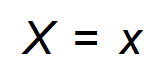 X = x